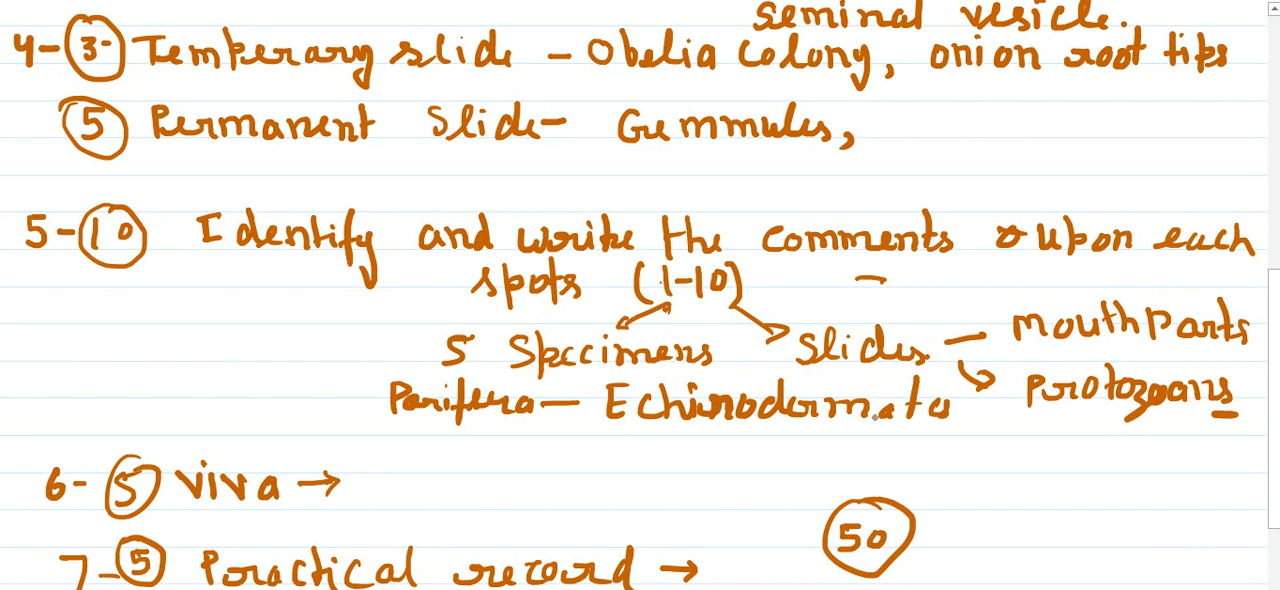 seminal vesicle.
4- 3- Temperary slide - Obelia colony, onion root tips
5 Permanent Slide- Gemmules,
5- 10 Identify and write the comments upon each
spots (1-10)
5 Specimens Slides - mouthparts
Porifera - Echinodermata protozoans
6- 5 viva →
50
7- 5 Practical record →